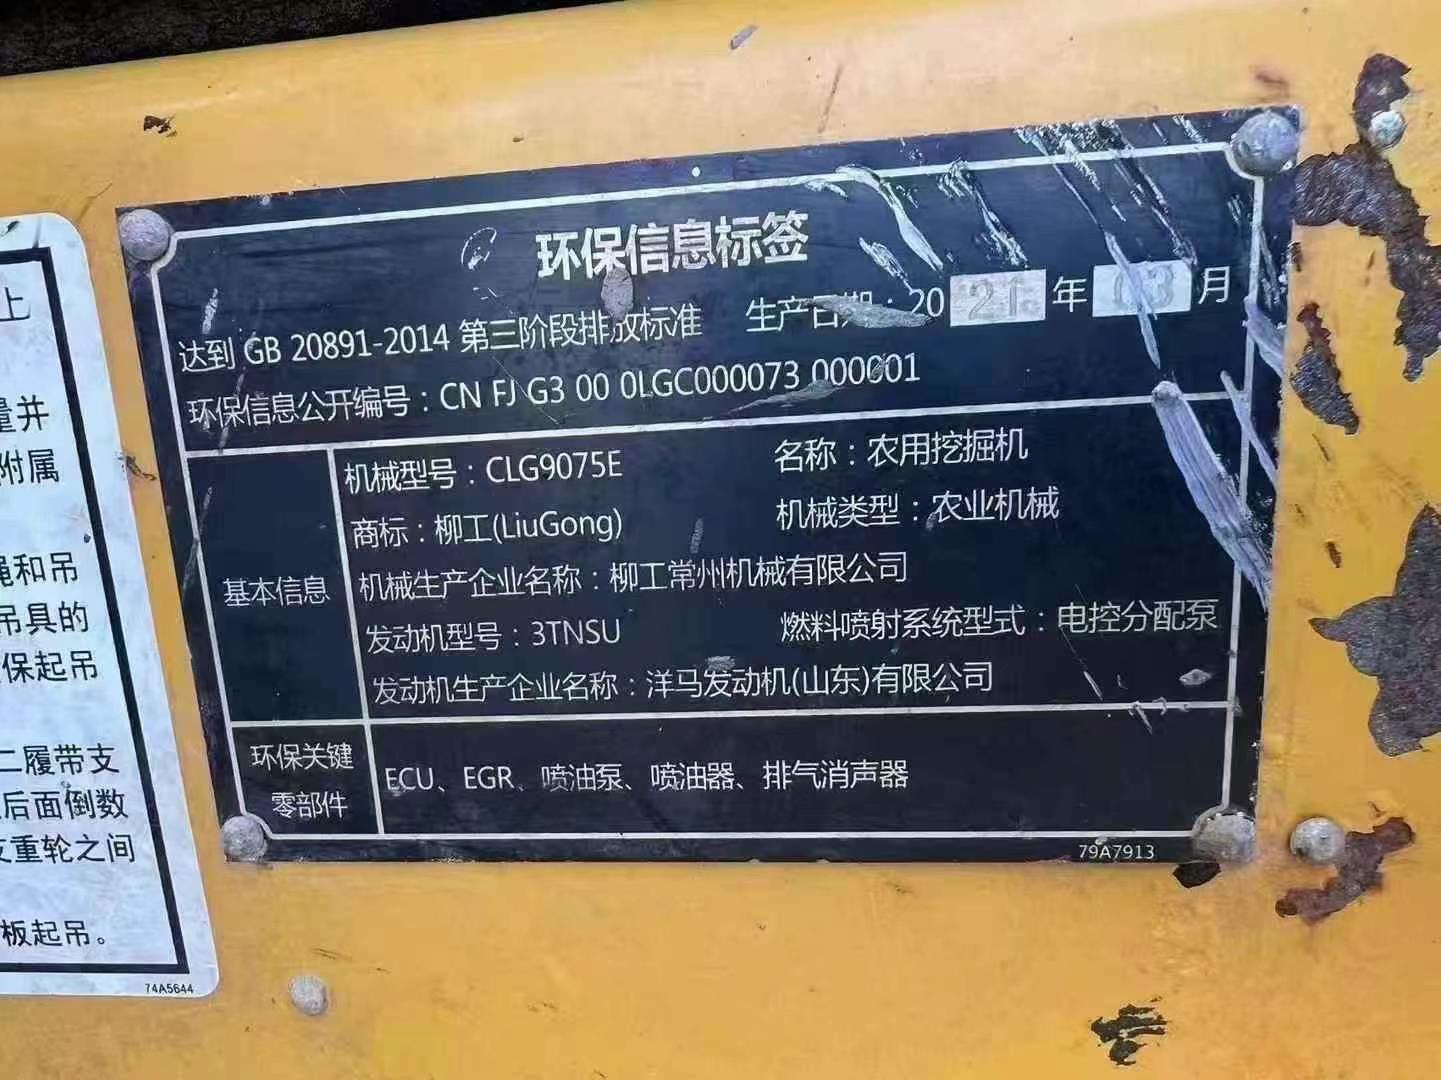 环保信息标签
达到 GB 20891-2014 第三阶段排放标准 生产日期：2021年03月
环保信息公开编号：CN FJ G3 00 0LGC000073 000001
基本信息
机械型号：CLG9075E 名称：农用挖掘机
商标：柳工(LiuGong) 机械类型：农业机械
机械生产企业名称：柳工常州机械有限公司
发动机型号：3TNSU 燃料喷射系统型式：电控分配泵
发动机生产企业名称：洋马发动机(山东)有限公司
环保关键
零部件
ECU、EGR、喷油泵、喷油器、排气消声器
79A7913
上
量并
附属
绳和吊
吊具的
保起吊
二履带支
后面倒数
支重轮之间
板起吊。
74A5644